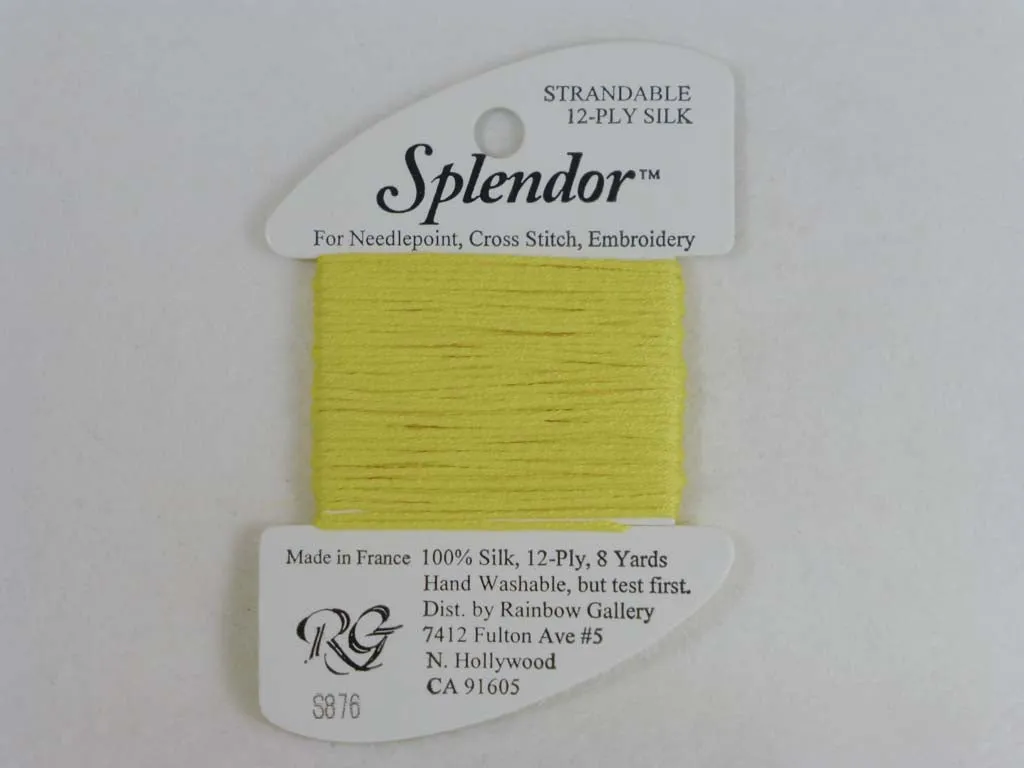 STRANDABLE
12-PLY SILK
Splendor™
For Needlepoint, Cross Stitch, Embroidery
Made in France 100% Silk, 12-Ply, 8 Yards
Hand Washable, but test first.
Dist. by Rainbow Gallery
7412 Fulton Ave #5
N. Hollywood
CA 91605
RG
S876